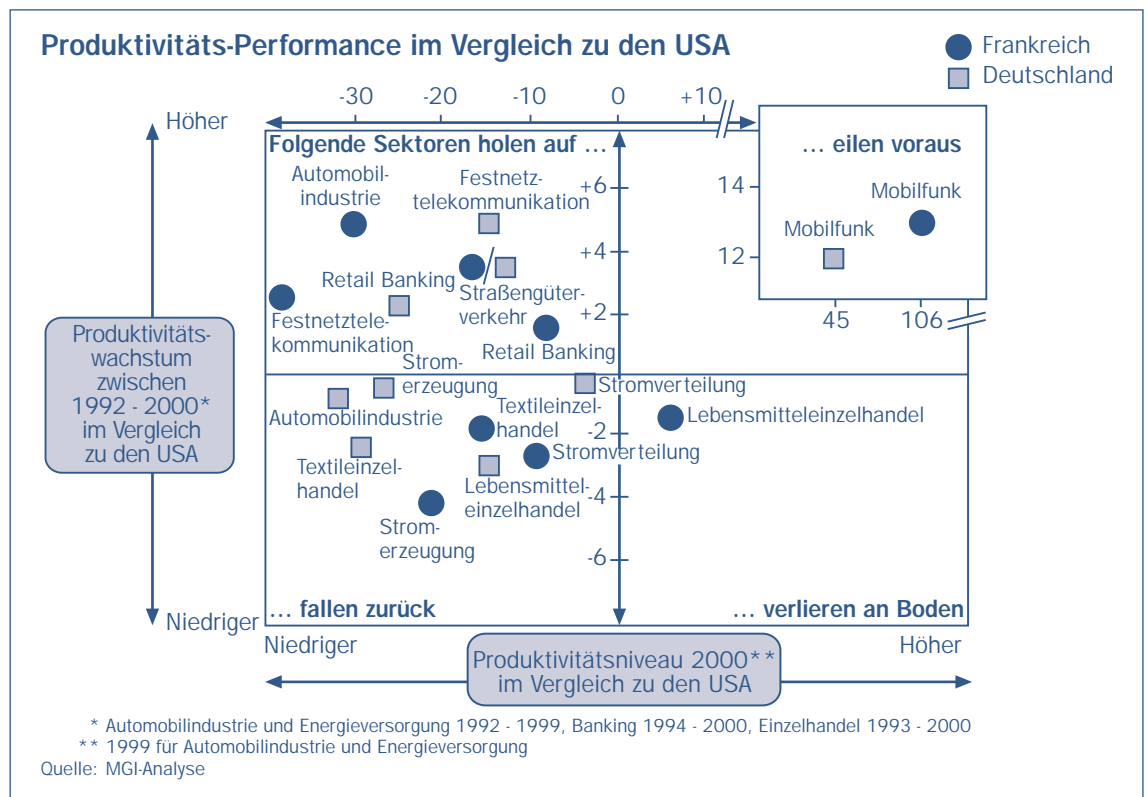 Produktivitäts-Performance im Vergleich zu den USA
Frankreich
Deutschland
-30
-20
-10
0
+10
Höher
Folgende Sektoren holen auf ...
... eilen voraus
Automobil-
industrie
Festnetz-
telekommunikation
+6
14
Mobilfunk
Mobilfunk
+4
12
Retail Banking
Straßengüter-
verkehr
+2
45
106
Festnetztele-
kommunikation
Retail Banking
Produktivitäts-
wachstum
zwischen
1992 - 2000*
im Vergleich
zu den USA
Strom-
erzeugung
Stromverteilung
Automobilindustrie
Textileinzel-
handel
Lebensmitteleinzelhandel
-2
Stromverteilung
Textileinzel-
handel
Lebensmittel-
einzelhandel
-4
Strom-
erzeugung
-6
... fallen zurück
... verlieren an Boden
Niedriger
Niedriger
Höher
Produktivitätsniveau 2000**
im Vergleich zu den USA
* Automobilindustrie und Energieversorgung 1992 - 1999, Banking 1994 - 2000, Einzelhandel 1993 - 2000
** 1999 für Automobilindustrie und Energieversorgung
Quelle: MGI-Analyse